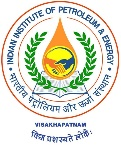 INDIAN INSTITUTE OF PETROLEUM & ENERGY
भारतीय पेट्रोलियम और ऊर्जा संस्थान
VISAKHAPATNAM